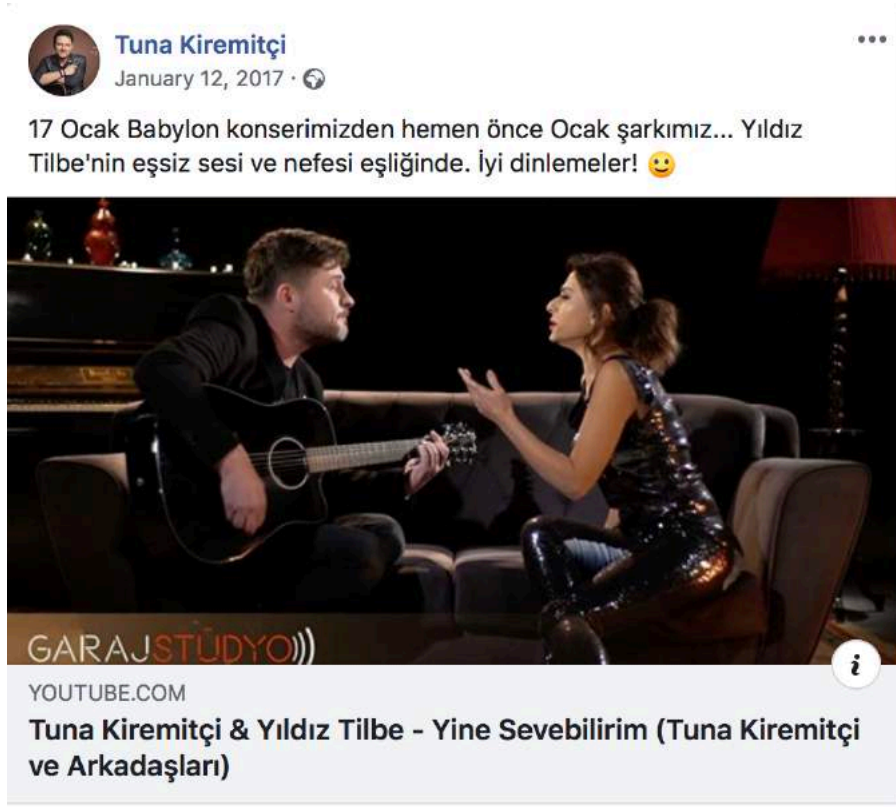 Tuna Kiremitçi
January 12, 2017 ·
17 Ocak Babylon konserimizden hemen önce Ocak şarkımız... Yıldız
Tilbe'nin eşsiz sesi ve nefesi eşliğinde. İyi dinlemeler! 🙂
GARAJSTÜDYO)))
YOUTUBE.COM
Tuna Kiremitçi & Yıldız Tilbe - Yine Sevebilirim (Tuna Kiremitçi
ve Arkadaşları)